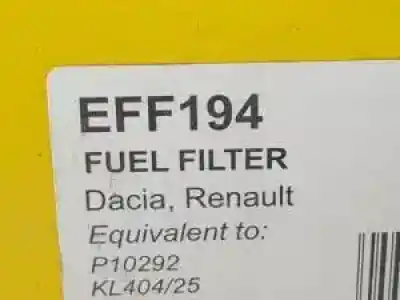 EFF194
FUEL FILTER
Dacia, Renault
Equivalent to:
P10292
KL404/25